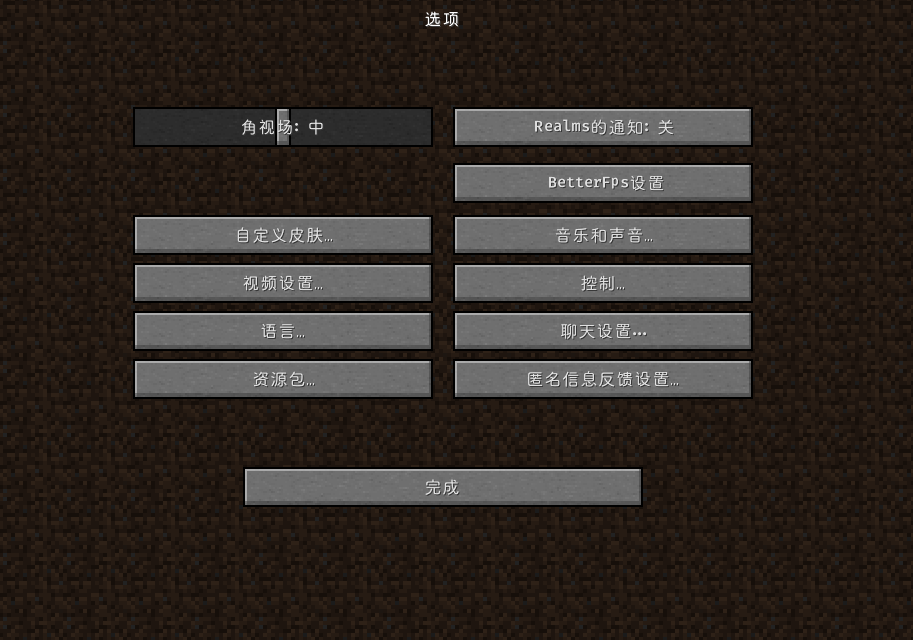 选项
角视场: 中
Realms的通知: 关
BetterFps设置
自定义皮肤…
音乐和声音…
视频设置…
控制…
语言…
聊天设置...
资源包…
匿名信息反馈设置…
完成